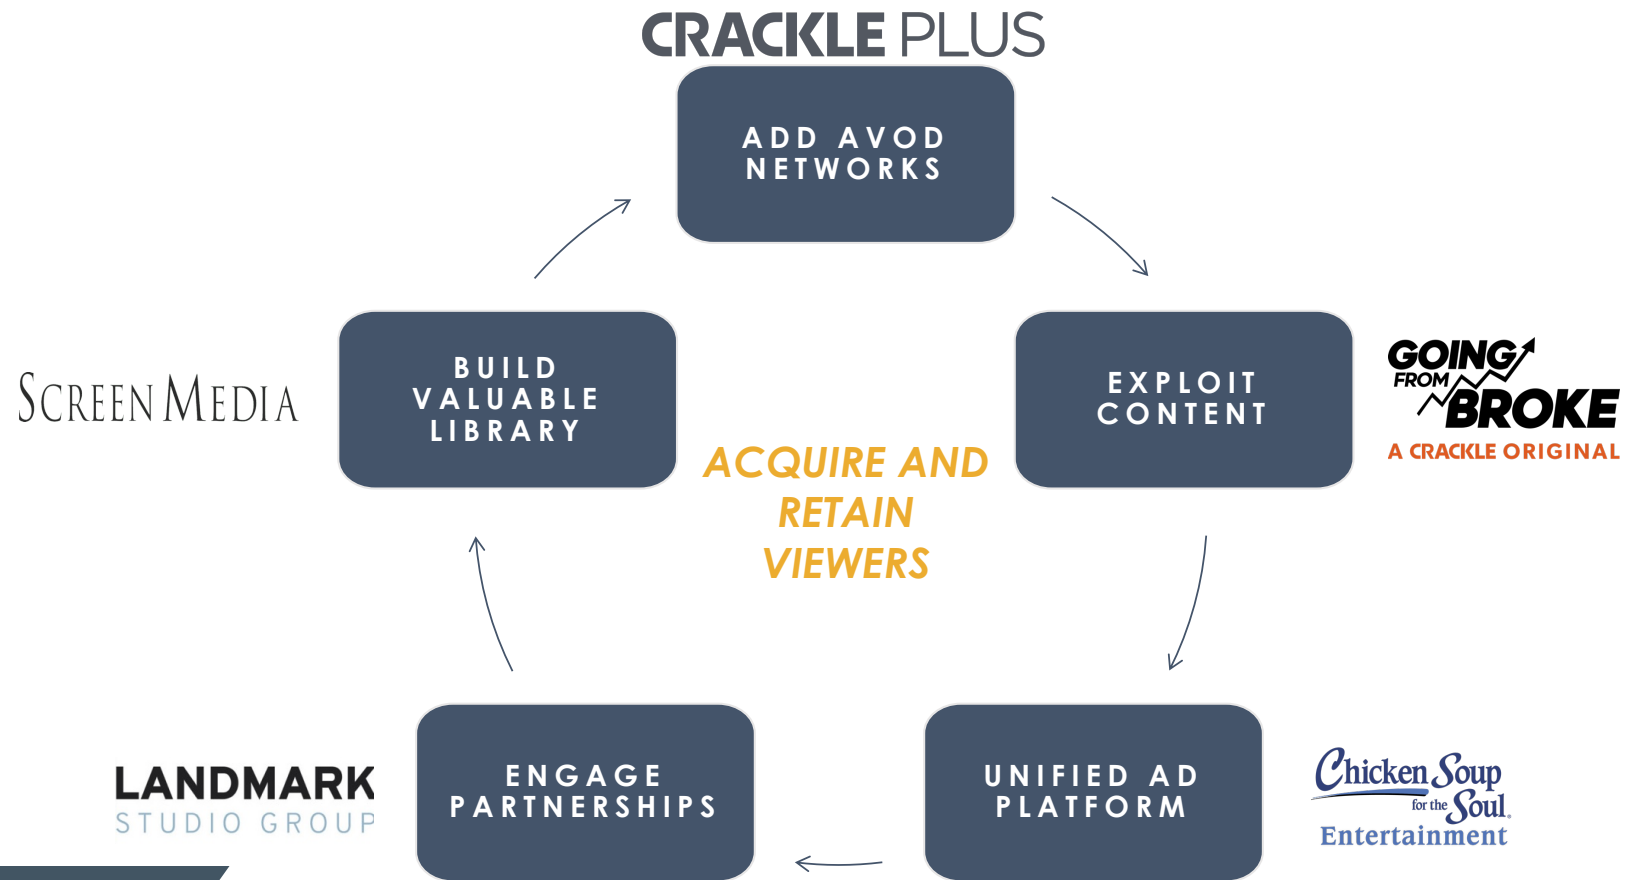 CRACKLE PLUS
ADD AVOD
NETWORKS
BUILD
VALUABLE
LIBRARY
SCREEN MEDIA
EXPLOIT
CONTENT
GOING
FROM
BROKE
A CRACKLE ORIGINAL
ACQUIRE AND
RETAIN
VIEWERS
LANDMARK
STUDIO GROUP
ENGAGE
PARTNERSHIPS
UNIFIED AD
PLATFORM
Chicken Soup
for the Soul
Entertainment